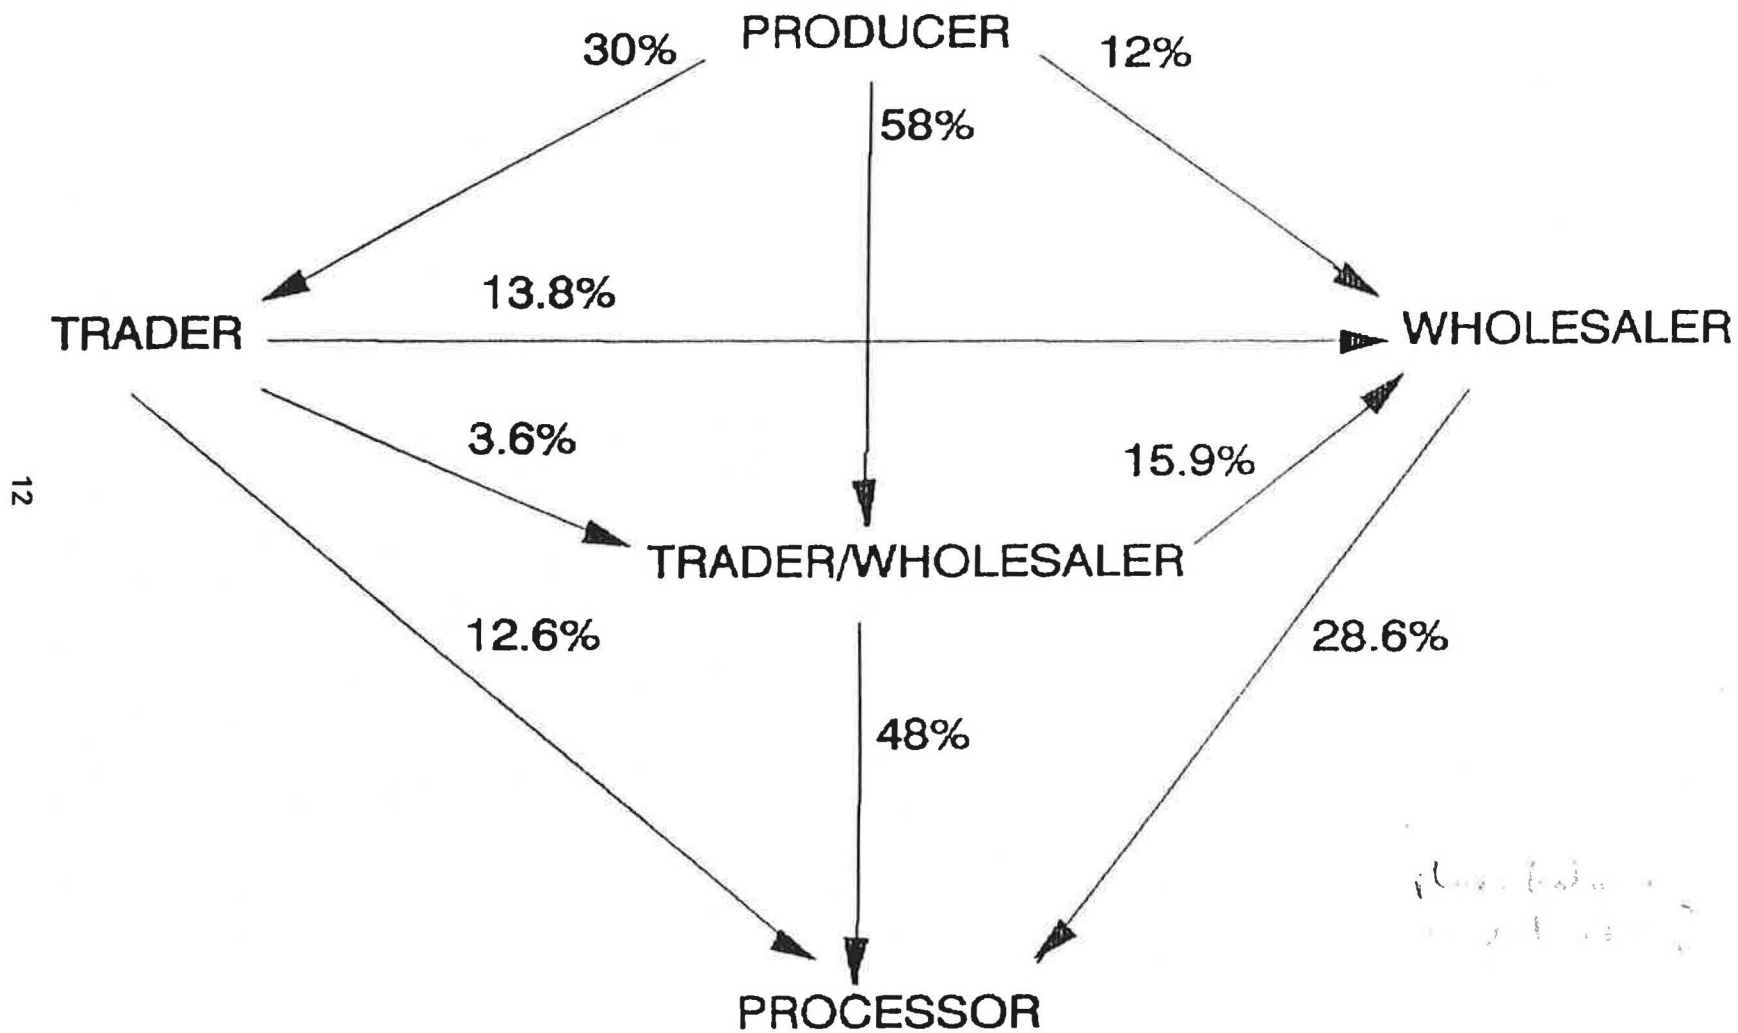 PRODUCER
30%
12%
58%
13.8%
TRADER
WHOLESALER
3.6%
15.9%
12
TRADER/WHOLESALER
12.6%
28.6%
48%
PROCESSOR